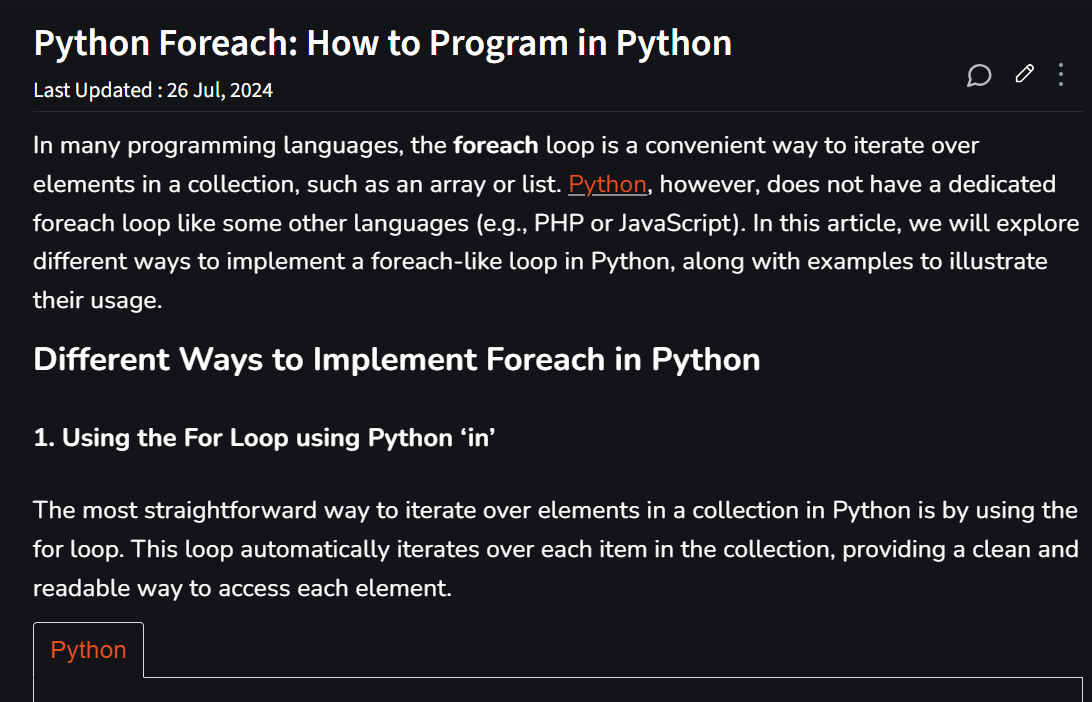 Python Foreach: How to Program in Python
Last Updated : 26 Jul, 2024
In many programming languages, the foreach loop is a convenient way to iterate over
elements in a collection, such as an array or list. Python, however, does not have a dedicated
foreach loop like some other languages (e.g., PHP or JavaScript). In this article, we will explore
different ways to implement a foreach-like loop in Python, along with examples to illustrate
their usage.
Different Ways to Implement Foreach in Python
1. Using the For Loop using Python ‘in’
The most straightforward way to iterate over elements in a collection in Python is by using the
for loop. This loop automatically iterates over each item in the collection, providing a clean and
readable way to access each element.
Python